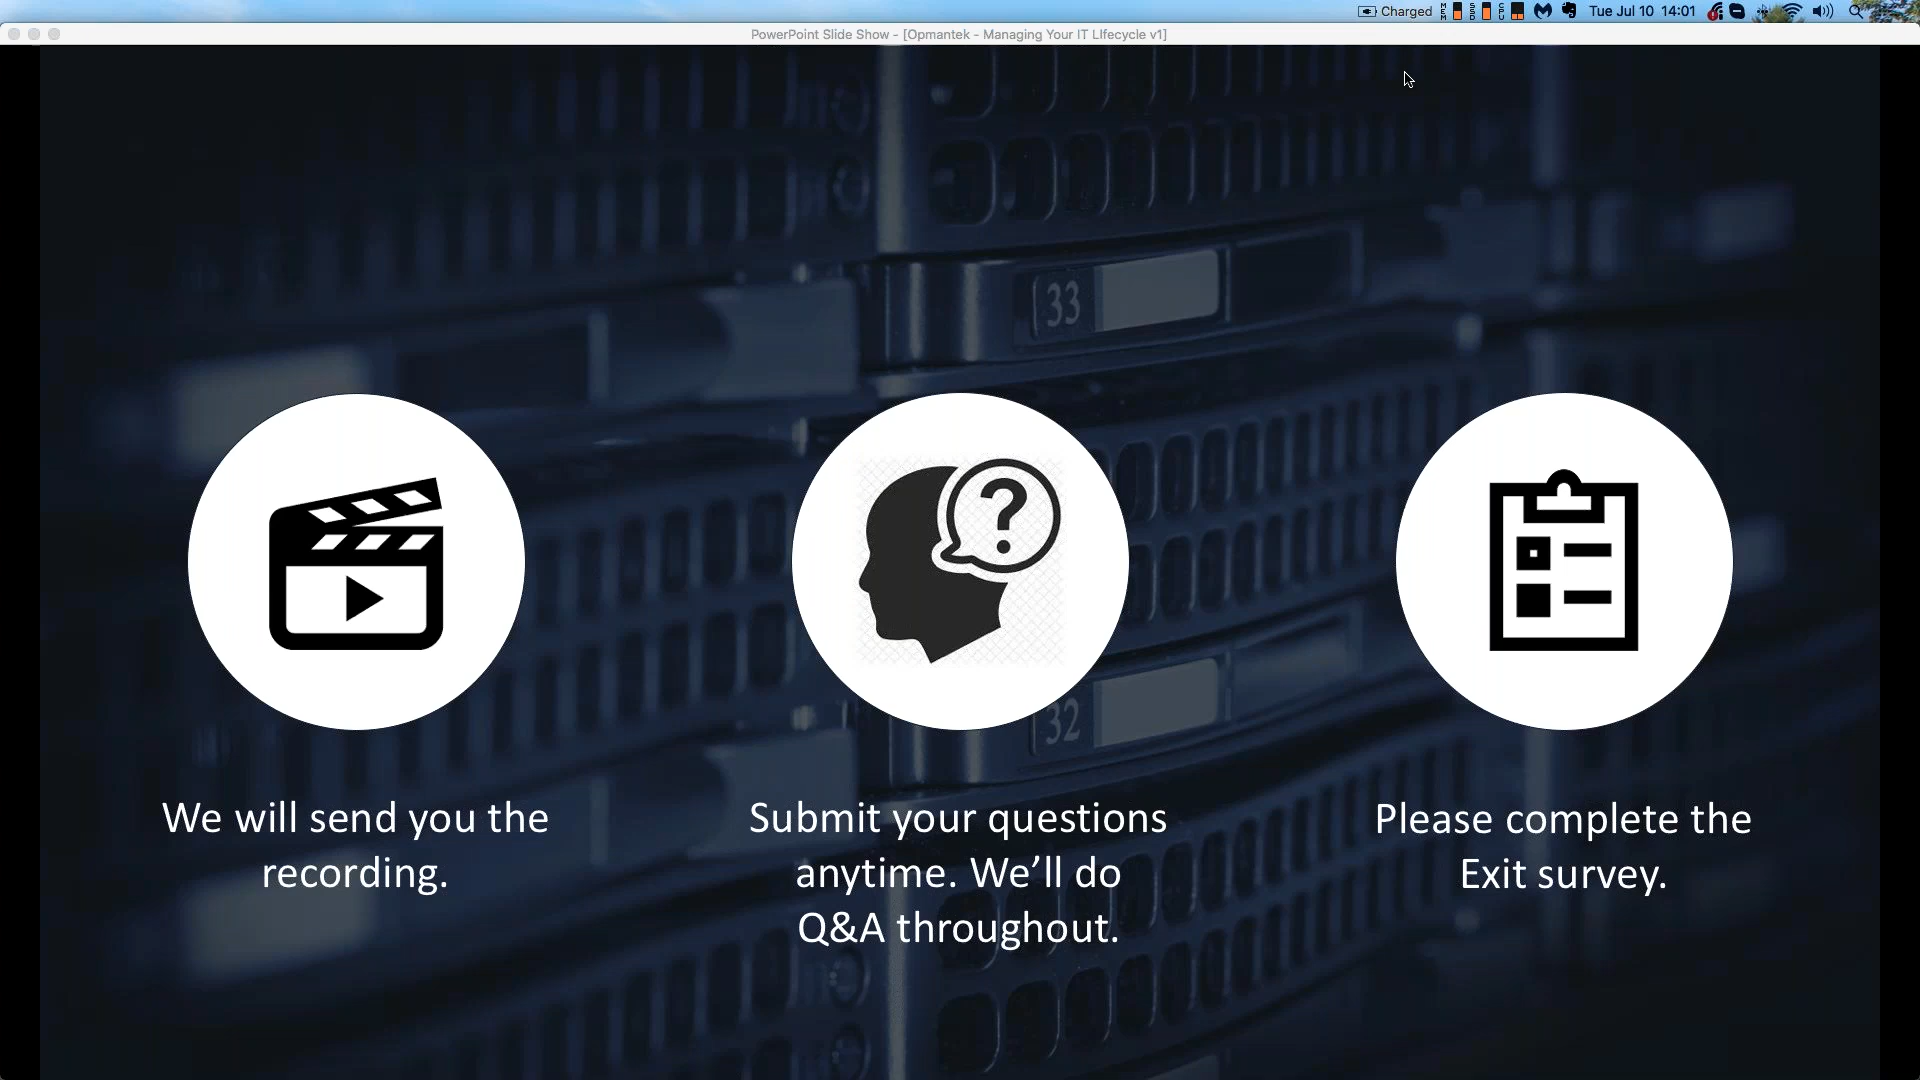 Charged
Tue Jul 10 14:01
PowerPoint Slide Show - [Opmantek - Managing Your IT LIfecycle v1]
33
?
32
We will send you the
recording.
Submit your questions
anytime. We’ll do
Q&A throughout.
Please complete the
Exit survey.